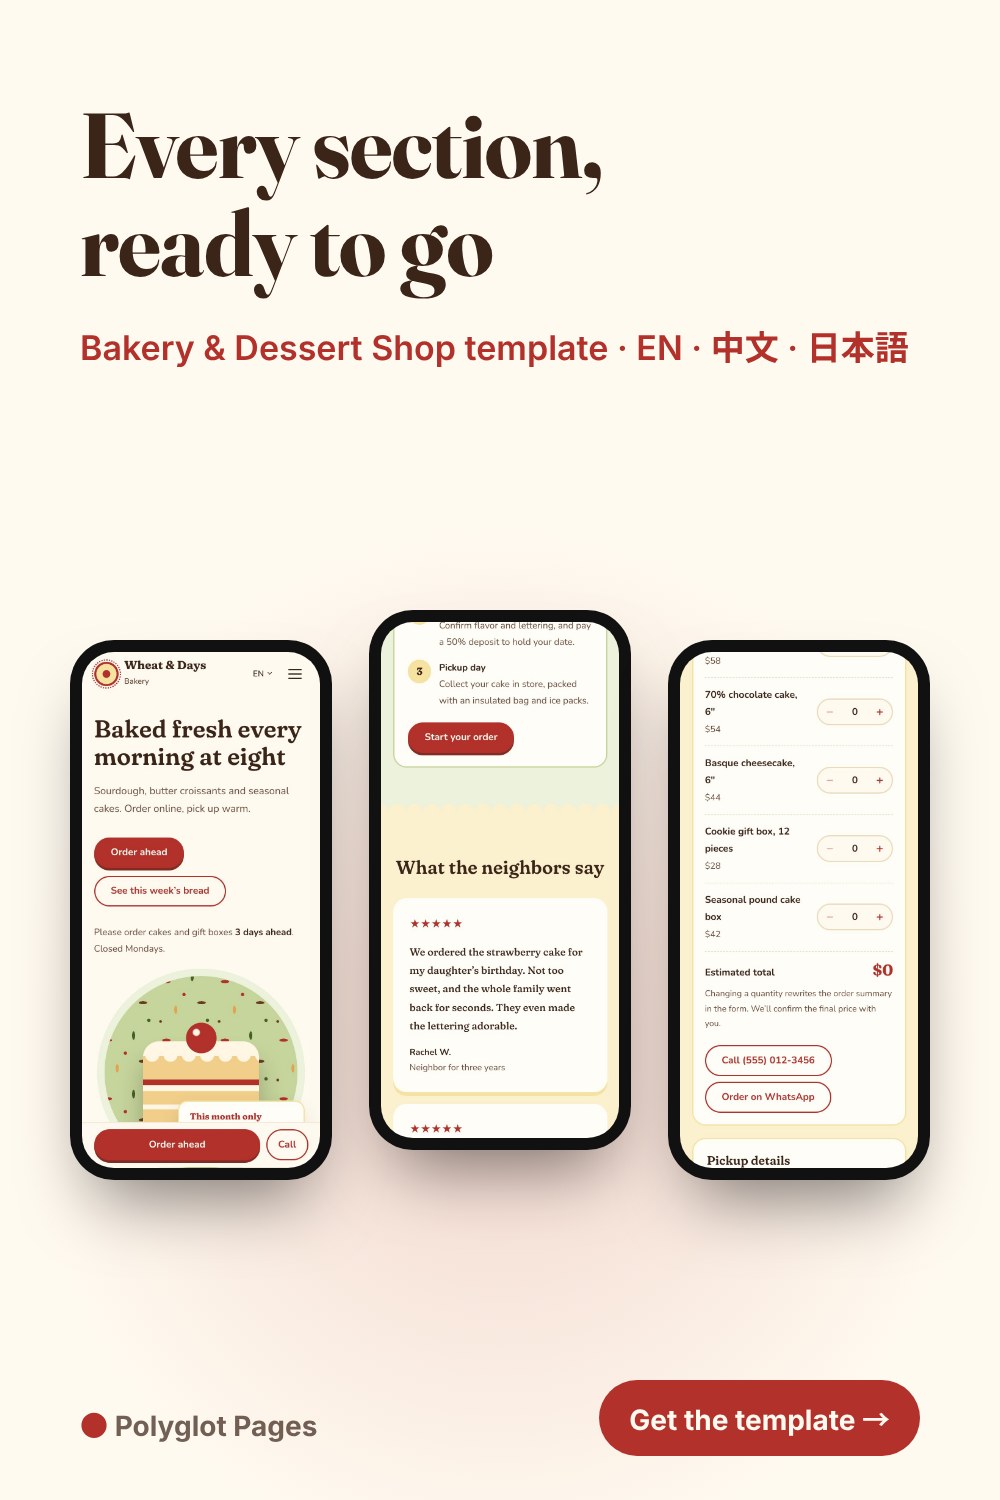 Every section,
ready to go
Bakery & Dessert Shop template · EN · 中文 · 日本語
Wheat & Days
Bakery
EN
Baked fresh every
morning at eight
Sourdough, butter croissants and seasonal
cakes. Order online, pick up warm.
Order ahead
See this week's bread
Please order cakes and gift boxes 3 days ahead.
Closed Mondays.
This month only
Order ahead
Call
Confirm flavor and lettering, and pay
a 50% deposit to hold your date.
3
Pickup day
Collect your cake in store, packed
with an insulated bag and ice packs.
Start your order
What the neighbors say
★★★★★
We ordered the strawberry cake for
my daughter's birthday. Not too
sweet, and the whole family went
back for seconds. They even made
the lettering adorable.
Rachel W.
Neighbor for three years
★★★★★
$58
70% chocolate cake,
6"
$54
− 0 +
Basque cheesecake,
6"
$44
− 0 +
Cookie gift box, 12
pieces
$28
− 0 +
Seasonal pound cake
box
$42
− 0 +
Estimated total $0
Changing a quantity rewrites the order summary
in the form. We'll confirm the final price with
you.
Call (555) 012-3456
Order on WhatsApp
Pickup details
Polyglot Pages
Get the template →